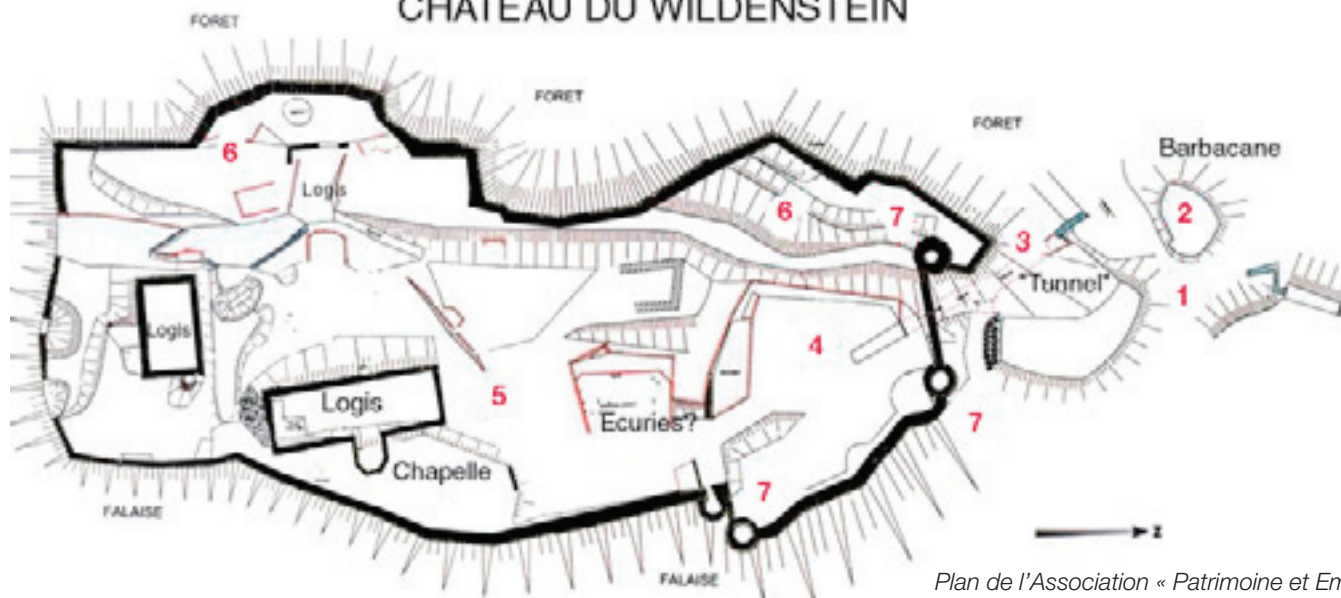 CHATEAU DU WILDENSTEIN
FORET
FORET
FORET
Barbacane
6
Logis
6
7
3
2
"Tunnel"
1
Logis
4
Logis
5
Ecuries?
7
Chapelle
7
FALAISE
FALAISE
z
Plan de l'Association « Patrimoine et Em